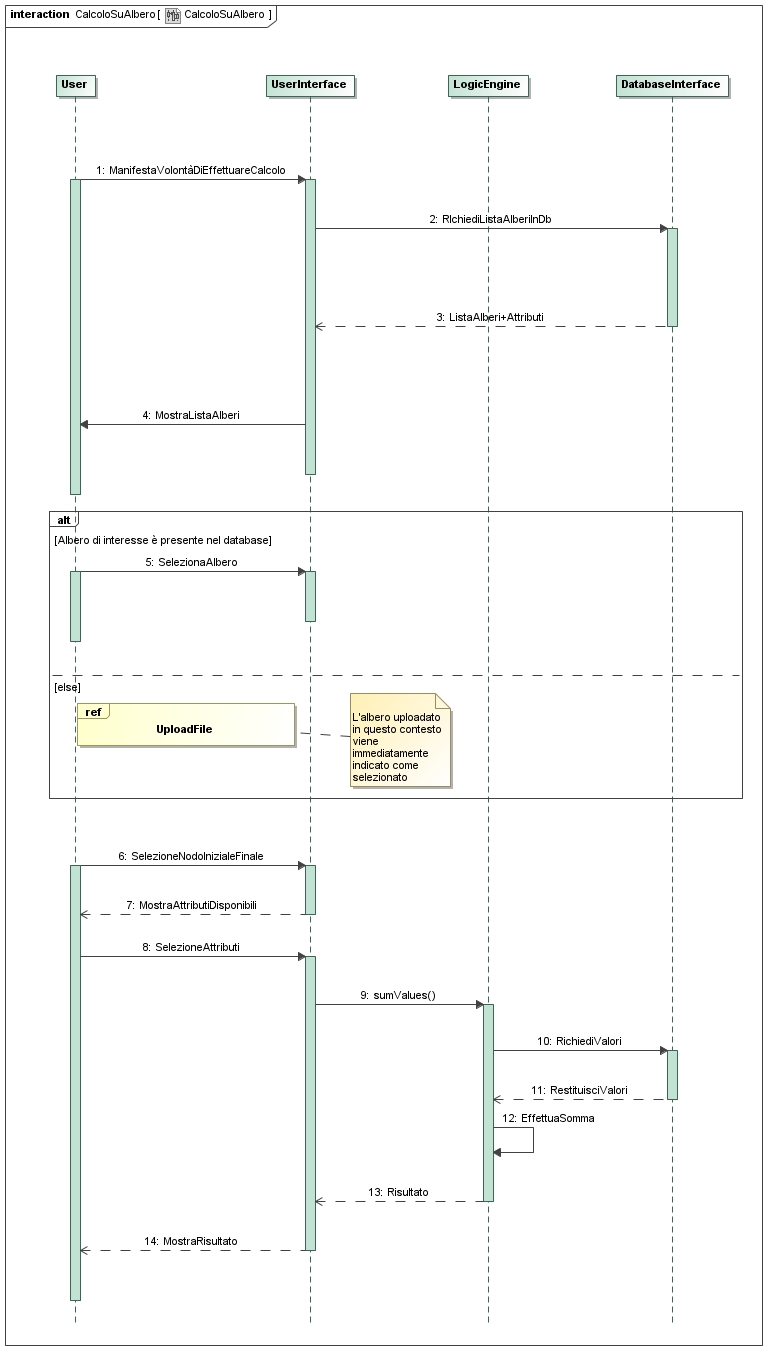 interaction CalcoloSuAlbero [ CalcoloSuAlbero ]
User
UserInterface
LogicEngine
DatabaseInterface
1: ManifestaVolontàDiEffettuareCalcolo
2: RIchiediListaAlberiInDb
3: ListaAlberi+Attributi
4: MostraListaAlberi
alt
[Albero di interesse è presente nel database]
5: SelezionaAlbero
[else]
ref
UploadFile
L'albero uploadato
in questo contesto
viene
immediatamente
indicato come
selezionato
6: SelezioneNodoInizialeFinale
7: MostraAttributiDisponibili
8: SelezioneAttributi
9: sumValues()
10: RichiediValori
11: RestituisciValori
12: EffettuaSomma
13: Risultato
14: MostraRisultato